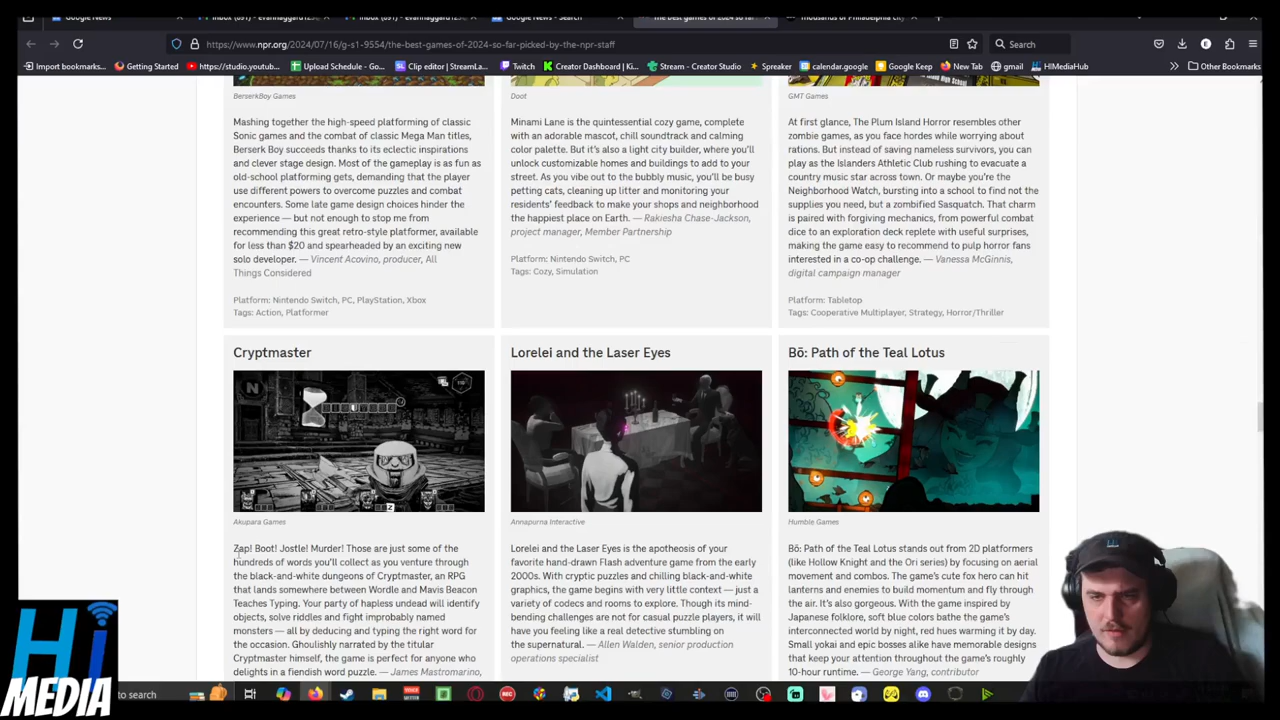 Google News
Inbox (891) - evanhaggard123
Inbox (891) - evanhaggard123
Google News - Search
The best games of 2024 so far
Thousands of Philadelphia city
https://www.npr.org/2024/07/16/g-s1-9554/the-best-games-of-2024-so-far-picked-by-the-npr-staff
Search
Import bookmarks...
Getting Started
https://studio.youtub...
Upload Schedule - Go...
Clip editor | StreamLa...
Twitch
Creator Dashboard | Ki...
Stream - Creator Studio
Spreaker
calendar.google
Google Keep
New Tab
gmail
HIMediaHub
Other Bookmarks
BerserkBoy Games
Mashing together the high-speed platforming of classic
Sonic games and the combat of classic Mega Man titles,
Berserk Boy succeeds thanks to its eclectic inspirations
and clever stage design. Most of the gameplay is as fun as
old-school platforming gets, demanding that the player
use different powers to overcome puzzles and combat
encounters. Some late game design choices hinder the
experience — but not enough to stop me from
recommending this great retro-style platformer, available
for less than $20 and spearheaded by an exciting new
solo developer. — Vincent Acovino, producer, All
Things Considered
Platform: Nintendo Switch, PC, PlayStation, Xbox
Tags: Action, Platformer
Doot
Minami Lane is the quintessential cozy game, complete
with an adorable mascot, chill soundtrack and calming
color palette. But it's also a light city builder, where you'll
unlock customizable homes and buildings to add to your
street. As you vibe out to the bubbly music, you'll be busy
petting cats, cleaning up litter and monitoring your
residents' feedback to make your shops and neighborhood
the happiest place on Earth. — Rakiesha Chase-Jackson,
project manager, Member Partnership
Platform: Nintendo Switch, PC
Tags: Cozy, Simulation
GMT Games
At first glance, The Plum Island Horror resembles other
zombie games, as you face hordes while worrying about
rations. But instead of saving nameless survivors, you can
play as the Islanders Athletic Club rushing to evacuate a
country music star across town. Or maybe you're the
Neighborhood Watch, bursting into a school to find not the
supplies you need, but a zombified Sasquatch. That charm
is paired with forgiving mechanics, from powerful combat
dice to an exploration deck replete with useful surprises,
making the game easy to recommend to pulp horror fans
interested in a co-op challenge. — Vanessa McGinnis,
digital campaign manager
Platform: Tabletop
Tags: Cooperative Multiplayer, Strategy, Horror/Thriller
Cryptmaster
N
Z
Akupara Games
Zap! Boot! Jostle! Murder! Those are just some of the
hundreds of words you'll collect as you venture through
the black-and-white dungeons of Cryptmaster, an RPG
that lands somewhere between Wordle and Mavis Beacon
Teaches Typing. Your party of hapless undead will identify
objects, solve riddles and fight improbably named
monsters — all by deducing and typing the right word for
the occasion. Ghoulishly narrated by the titular
Cryptmaster himself, the game is perfect for anyone who
delights in a fiendish word puzzle. — James Mastromarino,
Lorelei and the Laser Eyes
Annapurna Interactive
Lorelei and the Laser Eyes is the apotheosis of your
favorite hand-drawn Flash adventure game from the early
2000s. With cryptic puzzles and chilling black-and-white
graphics, the game begins with very little context — just a
variety of codecs and rooms to explore. Though its mind-
bending challenges are not for casual puzzle players, it will
have you feeling like a real detective stumbling on
the supernatural. — Allen Walden, senior production
operations specialist
Bō: Path of the Teal Lotus
Humble Games
Bō: Path of the Teal Lotus stands out from 2D platformers
(like Hollow Knight and the Ori series) by focusing on aerial
movement and combos. The game's cute fox hero can hit
lanterns and enemies to build momentum and fly through
the air. It's also gorgeous. With the game inspired by
Japanese folklore, soft blue colors bathe the game's
interconnected world by night, red hues warming it by day.
Small yokai and epic bosses alike have memorable designs
that keep your attention throughout the game's roughly
10-hour runtime. — George Yang, contributor
Hi
MEDIA
to search
REC